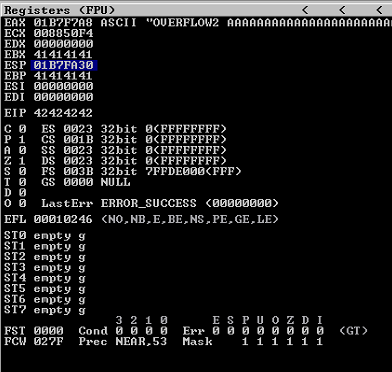 Registers (FPU) < < <
EAX 01B7F7A8 ASCII "OVERFLOW2 AAAAAAAAAAAAAAAAAAAAAAAAAAAAA
ECX 008850F4
EDX 00000000
EBX 41414141
ESP 01B7FA30
EBP 41414141
ESI 00000000
EDI 00000000
EIP 42424242
C 0 ES 0023 32bit 0(FFFFFFFF)
P 1 CS 001B 32bit 0(FFFFFFFF)
A 0 SS 0023 32bit 0(FFFFFFFF)
Z 1 DS 0023 32bit 0(FFFFFFFF)
S 0 FS 003B 32bit 7FFDE000(FFF)
T 0 GS 0000 NULL
D 0
O 0 LastErr ERROR_SUCCESS (00000000)
EFL 00010246 (NO,NB,E,BE,NS,PE,GE,LE)
ST0 empty g
ST1 empty g
ST2 empty g
ST3 empty g
ST4 empty g
ST5 empty g
ST6 empty g
ST7 empty g
3 2 1 0 E S P U O Z D I
FST 0000 Cond 0 0 0 0 Err 0 0 0 0 0 0 0 0 (GT)
FCW 027F Prec NEAR,53 Mask 1 1 1 1 1 1